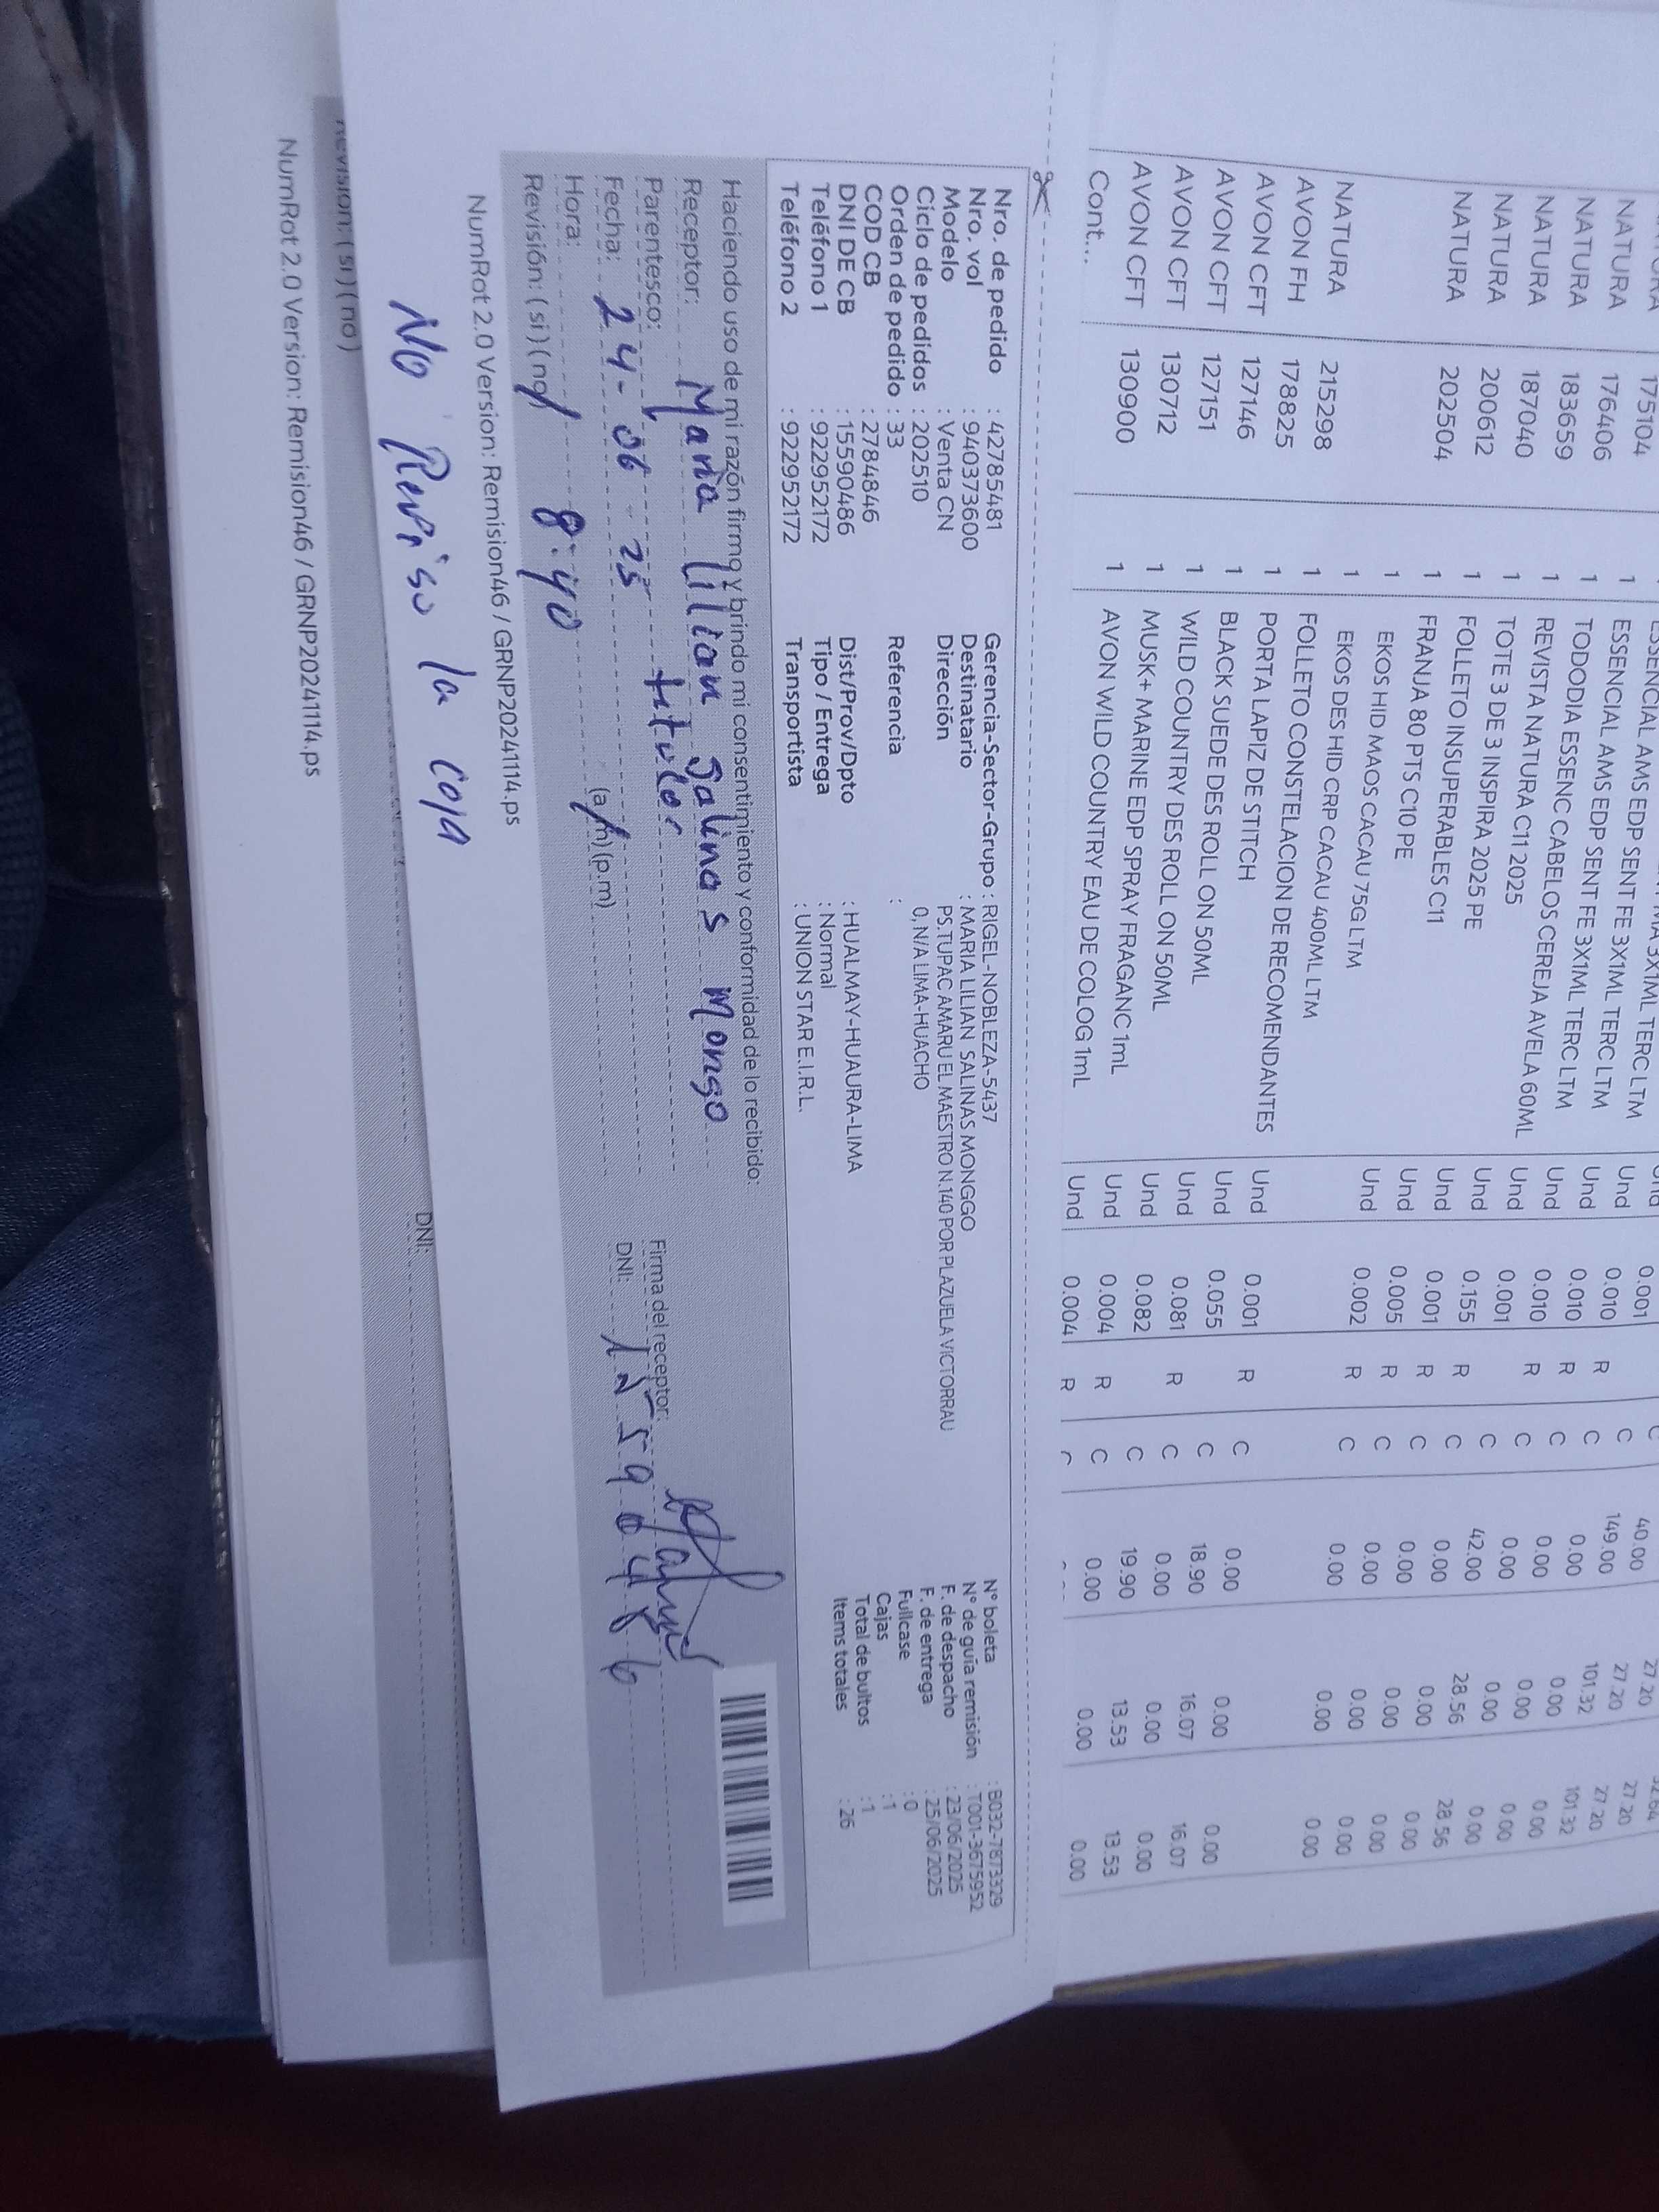 175104
NATURA 176406 1 ESSENCIAL AMS EDP SENT FE 3X1ML TERC LTM
NATURA 183659 1 ESSENCIAL AMS EDP SENT FE 3X1ML TERC LTM
NATURA 187040 1 TODODIA ESSENC CABELOS CEREJA AVELA 60ML
NATURA 200612 1 REVISTA NATURA C11 2025
NATURA 202504 1 TOTE 3 DE 3 INSPIRA 2025 PE
1 FOLLETO INSUPERABLES C11
1 FRANJA 80 PTS C10 PE
NATURA 215298 1 EKOS HID MAOS CACAU 75G LTM
AVON FH 178825 1 EKOS DES HID CRP CACAU 400ML LTM
AVON CFT 127146 1 FOLLETO CONSTELACION DE RECOMENDANTES
AVON CFT 127151 1 PORTA LAPIZ DE STITCH
AVON CFT 130712 1 BLACK SUEDE DES ROLL ON 50ML
AVON CFT 130900 1 WILD COUNTRY DES ROLL ON 50ML
1 MUSK+ MARINE EDP SPRAY FRAGANC 1mL
1 AVON WILD COUNTRY EAU DE COLOG 1mL
Cont...
Und 0.001 C 40.00 27.20 27.20
Und 0.010 R C 149.00 101.32 27.20
Und 0.010 R C 0.00 0.00 101.32
Und 0.010 R C 0.00 0.00 0.00
Und 0.001 C 0.00 0.00 0.00
Und 0.155 R C 42.00 28.56 28.56
Und 0.001 R C 0.00 0.00 0.00
Und 0.005 R C 0.00 0.00 0.00
Und 0.002 R C 0.00 0.00 0.00
Und 0.001 R C 0.00 0.00 0.00
Und 0.055 C 18.90 16.07 16.07
Und 0.081 R C 0.00 0.00 0.00
Und 0.082 C 19.90 13.53 13.53
Und 0.004 R C 0.00 0.00 0.00
Und 0.004 R
Nro. de pedido : 42785481
Nro. vol : 940373600
Modelo : Venta CN
Ciclo de pedidos : 202510
Orden de pedido : 33
COD CB : 2784846
DNI DE CB : 15590486
Teléfono 1 : 922952172
Teléfono 2 : 922952172
Gerencia-Sector-Grupo : RIGEL-NOBLEZA-5437
Destinatario : MARIA LILIAN SALINAS MONGGO
Dirección PS.TUPAC AMARU EL MAESTRO N.140 POR PLAZUELA VICTORRAU
0, N/A LIMA-HUACHO
Referencia :
Dist/Prov/Dpto : HUALMAY-HUAURA-LIMA
Tipo / Entrega : Normal
Transportista : UNION STAR E.I.R.L.
N° boleta : B032-7873329
N° de guía remisión : T001-3675952
F. de despacho : 23/06/2025
F. de entrega : 25/06/2025
Fullcase : 0
Cajas : 1
Total de bultos : 1
Items totales : 26
Haciendo uso de mi razón firmo y brindo mi consentimiento y conformidad de lo recibido:
Receptor: Maria Lilian Salinas Mongo
Parentesco: titular
Fecha: 24-06-25
Hora: 8:40 (a.m) (p.m)
Revisión: (si) (no)
Firma del receptor:
DNI: 15590486
NumRot 2.0 Version: Remision46 / GRNP20241114.ps
No Reviso la caja
DNI:
Revisión: (si) (no)
NumRot 2.0 Version: Remision46 / GRNP20241114.ps